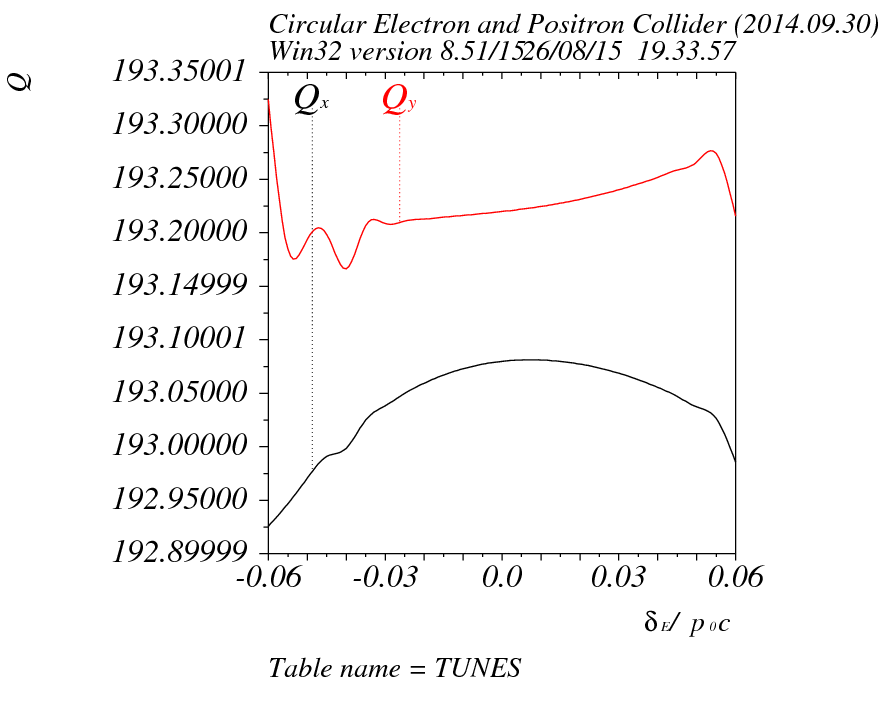 Circular Electron and Positron Collider (2014.09.30)
Win32 version 8.51/15 26/08/15 19.33.57
Q
193.35001
193.30000
193.25000
193.20000
193.14999
193.10001
193.05000
193.00000
192.95000
192.89999
Qx Qy
-0.06 -0.03 0.0 0.03 0.06
δE/ p0c
Table name = TUNES